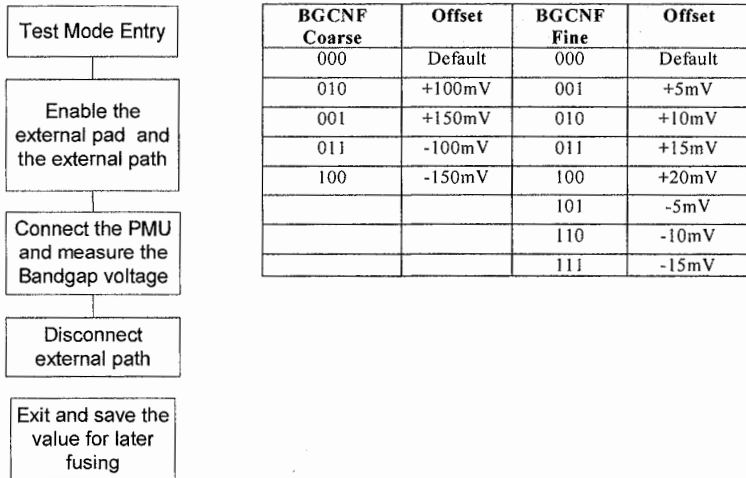 Test Mode Entry
Enable the
external pad and
the external path
Connect the PMU
and measure the
Bandgap voltage
Disconnect
external path
Exit and save the
value for later
fusing
BGCNF Offset BGCNF Offset
Coarse Fine
000 Default 000 Default
010 +100mV 001 +5mV
001 +150mV 010 +10mV
011 -100mV 011 +15mV
100 -150mV 100 +20mV
101 -5mV
110 -10mV
111 -15mV